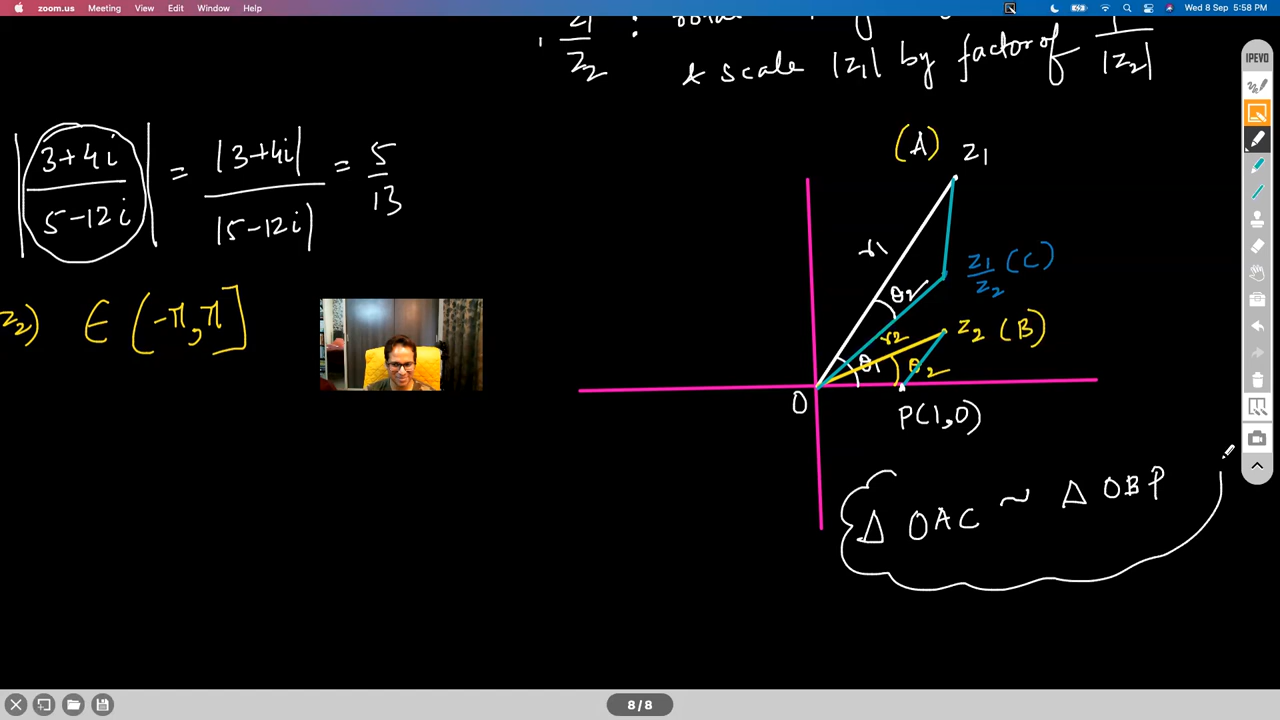 zoom.us Meeting View Edit Window Help Wed 8 Sep 5:58 PM
z1/z2 :
& scale |z1| by factor of 1/|z2|
IPEVO
|3+4i / 5-12i| = |3+4i| / |5-12i| = 5/13
(A) z1
r1
z1/z2 (C)
θ2
z2) ∈ (-π, π]
r2 z2 (B)
θ1 θ2
O P(1,0)
Δ OAC ~ Δ OBP
8 / 8